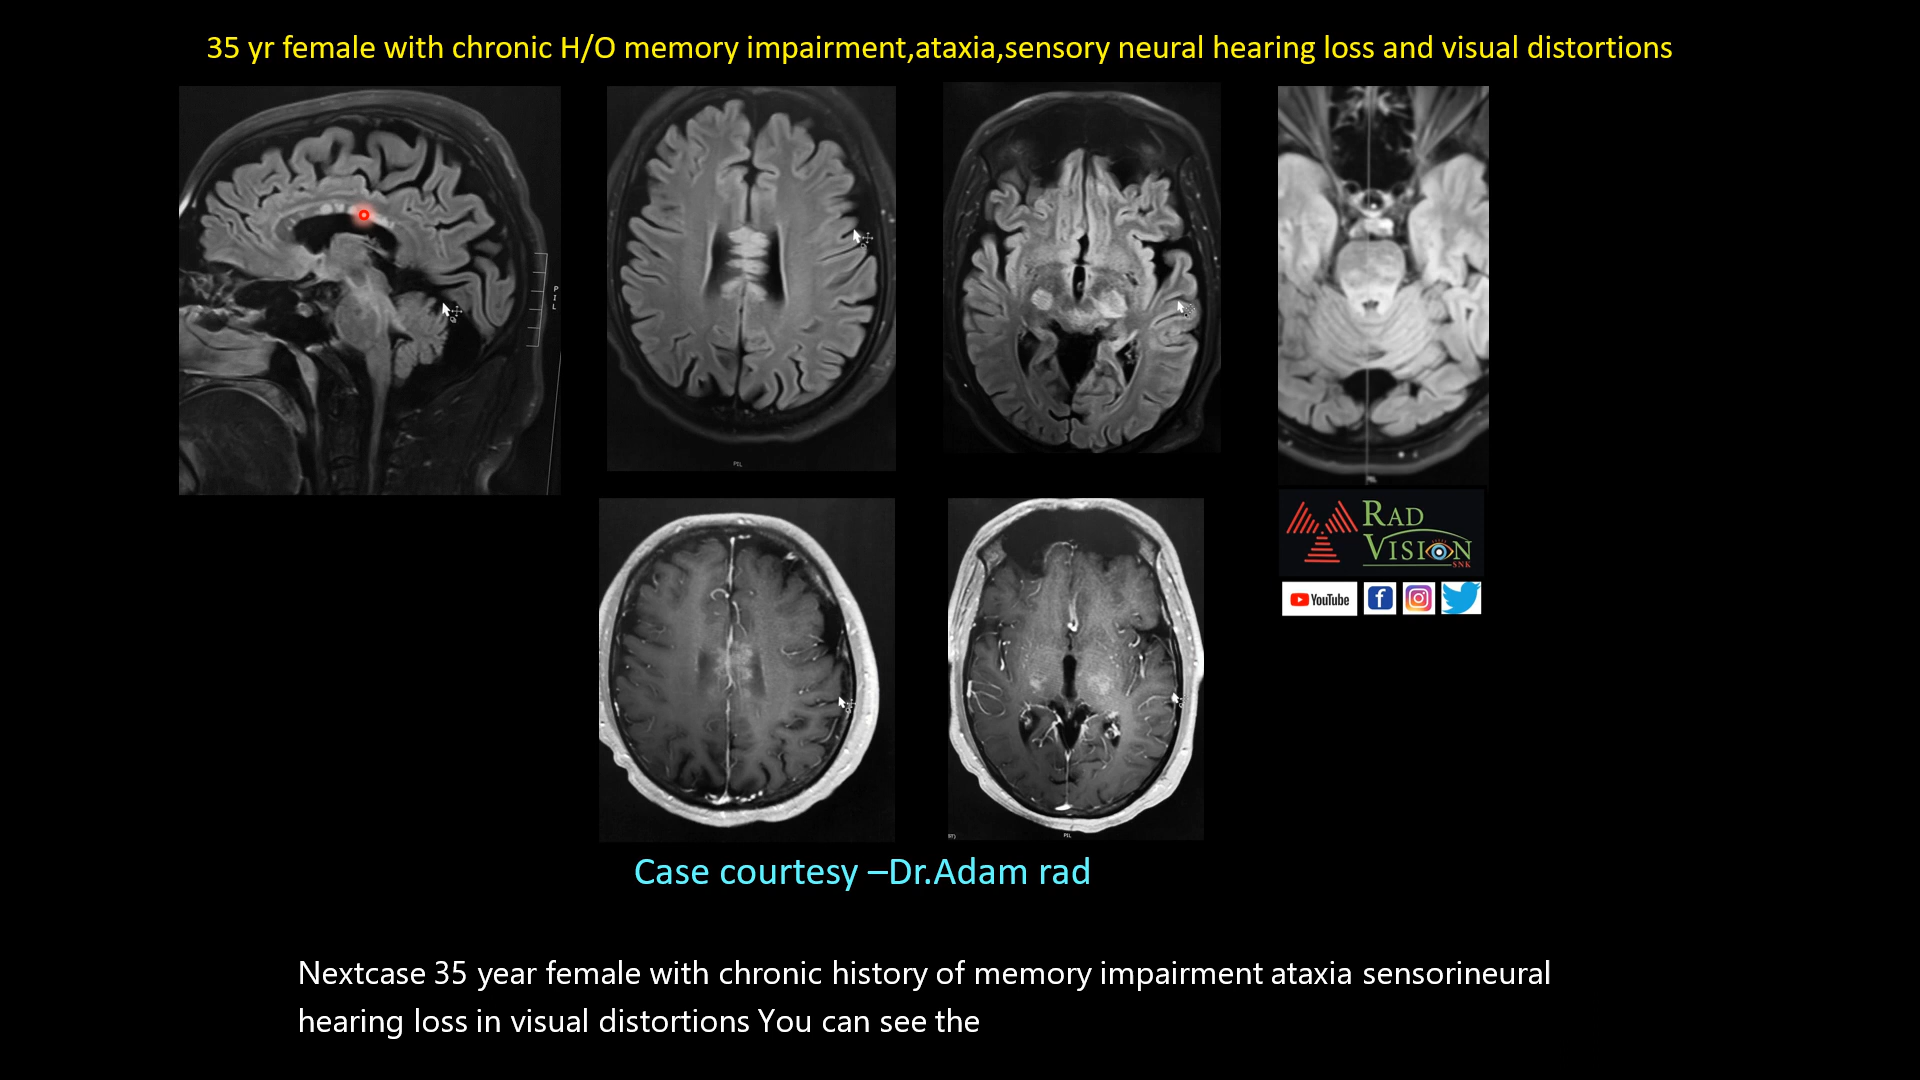 35 yr female with chronic H/O memory impairment,ataxia,sensory neural hearing loss and visual distortions
P
I
L
PIL
RAD
VISION
SNK
YouTube
PIL
Case courtesy –Dr.Adam rad
Nextcase 35 year female with chronic history of memory impairment ataxia sensorineural
hearing loss in visual distortions You can see the